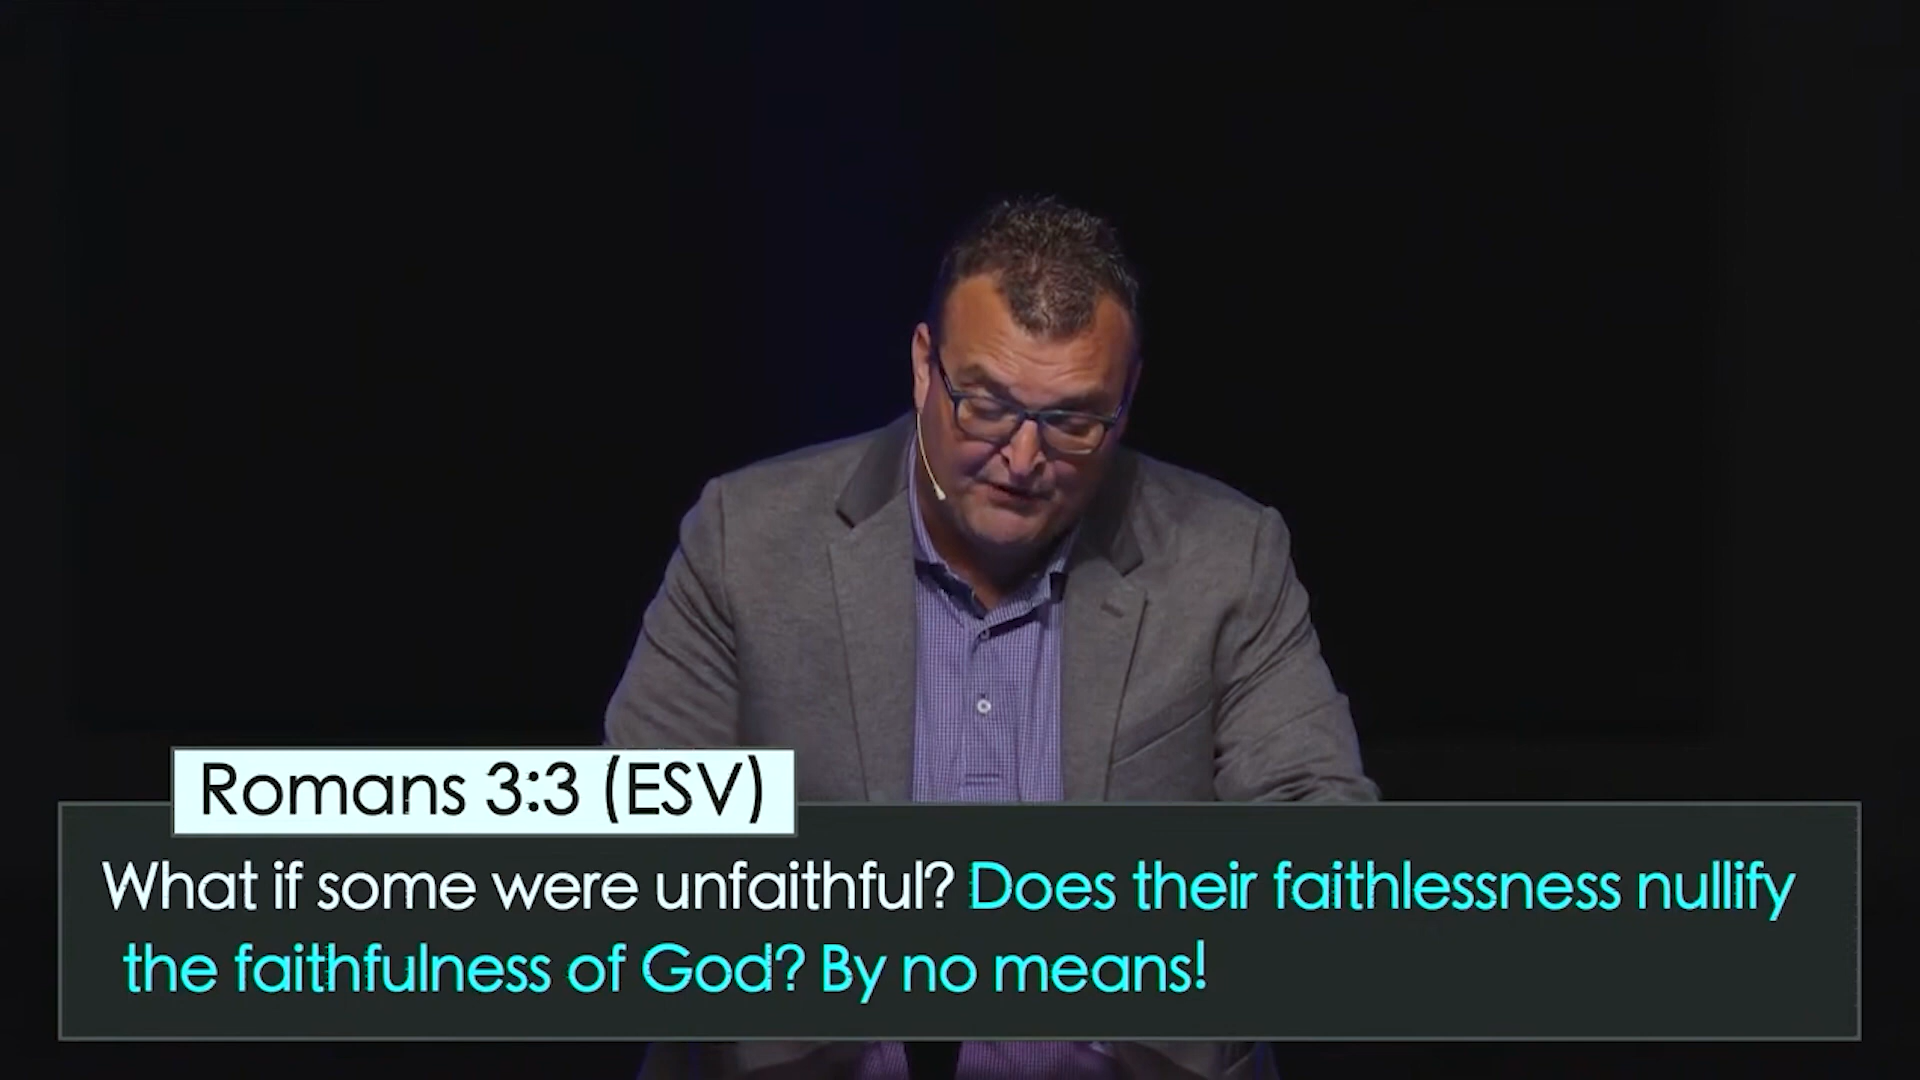 Romans 3:3 (ESV)
What if some were unfaithful? Does their faithlessness nullify
the faithfulness of God? By no means!